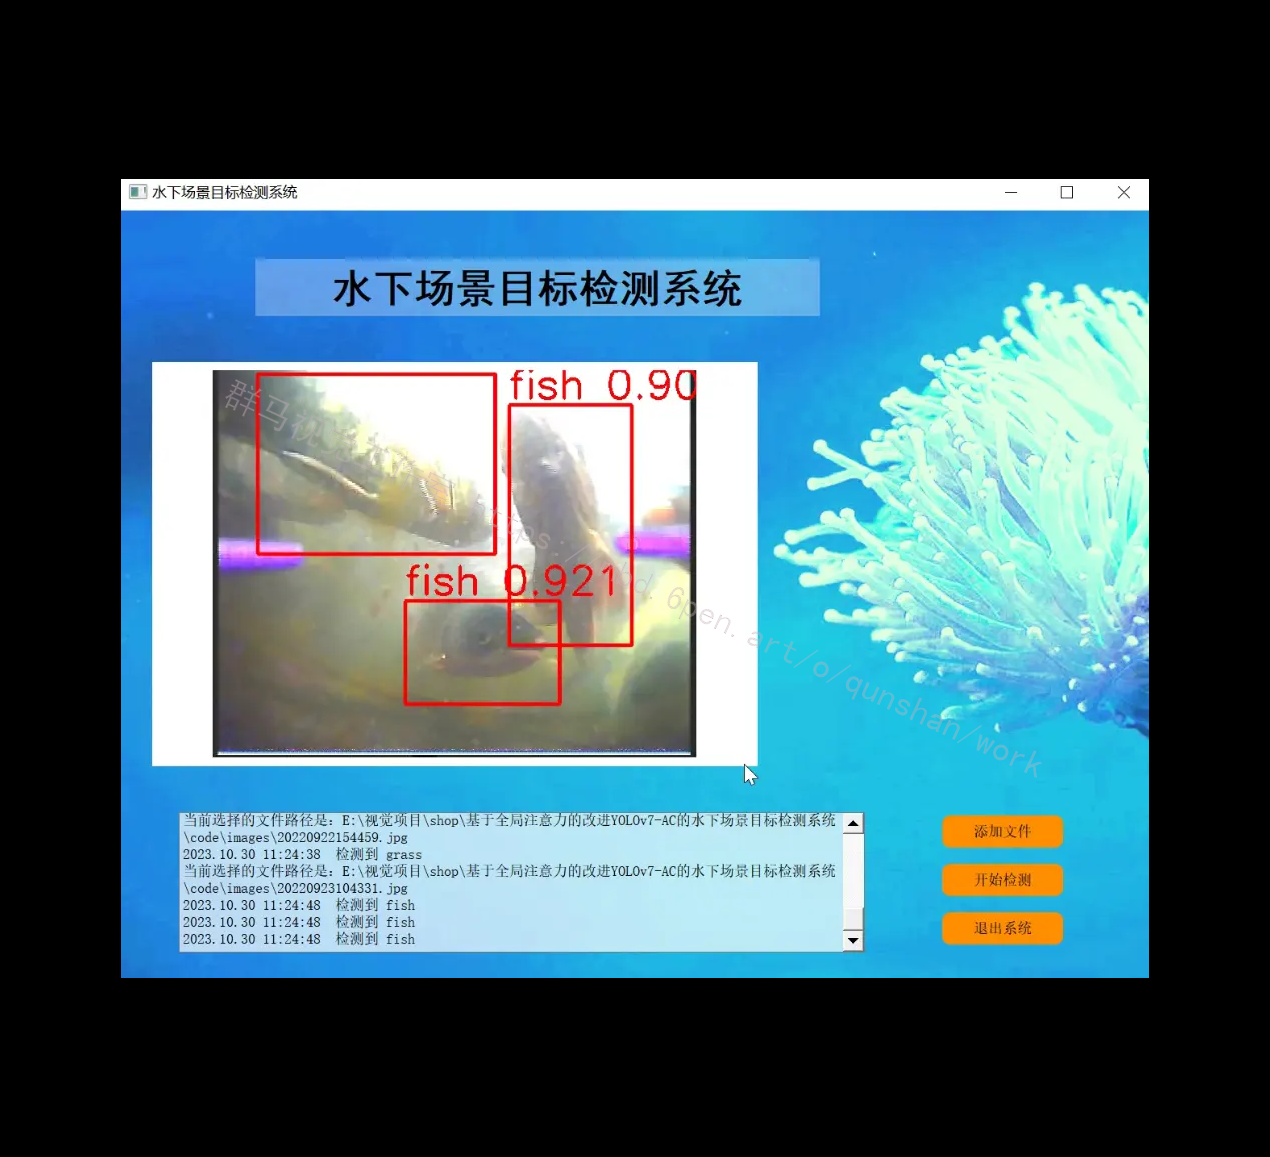 水下场景目标检测系统
水下场景目标检测系统
fish 0.90
群马视
fish 0.921
6pen.art/o/qunshan/work
当前选择的文件路径是：E:\视觉项目\shop\基于全局注意力的改进YOLOv7-AC的水下场景目标检测系统
\code\images\20220922154459.jpg
2023.10.30 11:24:38  检测到 grass
当前选择的文件路径是：E:\视觉项目\shop\基于全局注意力的改进YOLOv7-AC的水下场景目标检测系统
\code\images\20220923104331.jpg
2023.10.30 11:24:48  检测到 fish
2023.10.30 11:24:48  检测到 fish
2023.10.30 11:24:48  检测到 fish
添加文件
开始检测
退出系统